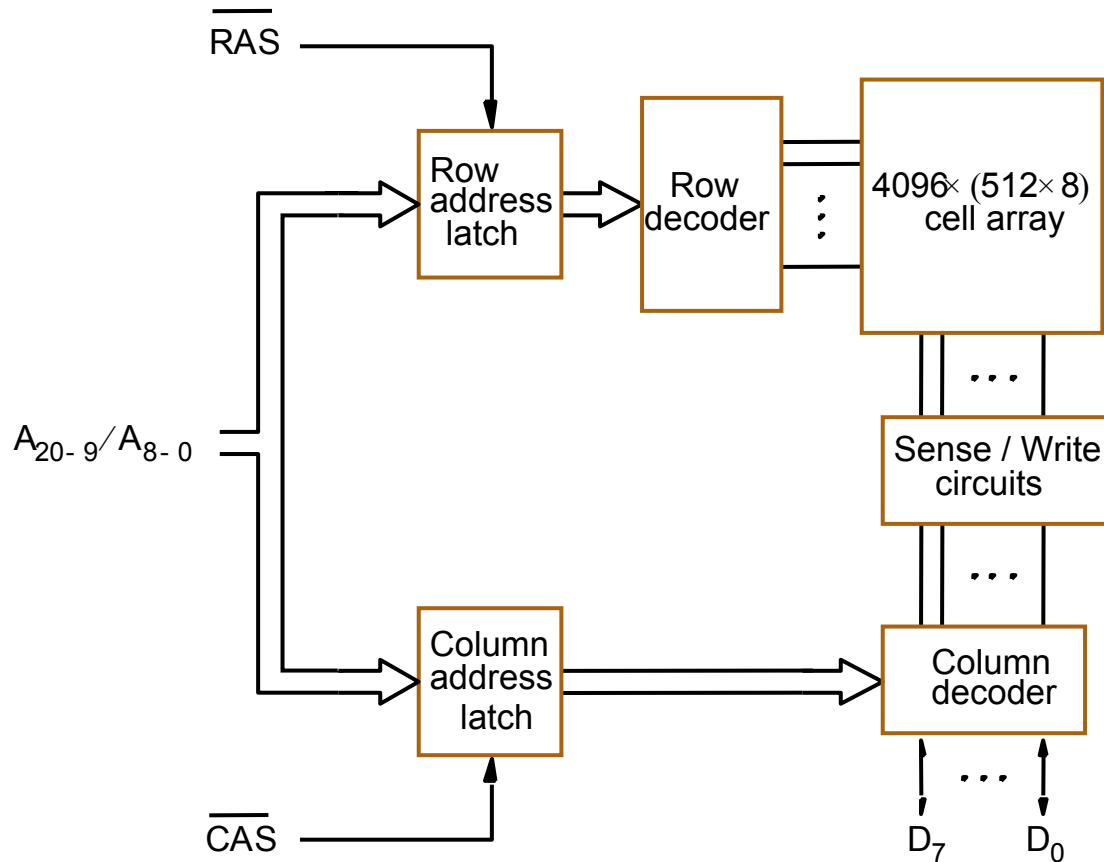 RAS
Row
address
latch
Row
decoder
4096× (512× 8)
cell array
A20- 9/A8- 0
Sense / Write
circuits
Column
address
latch
Column
decoder
CAS
D7
D0